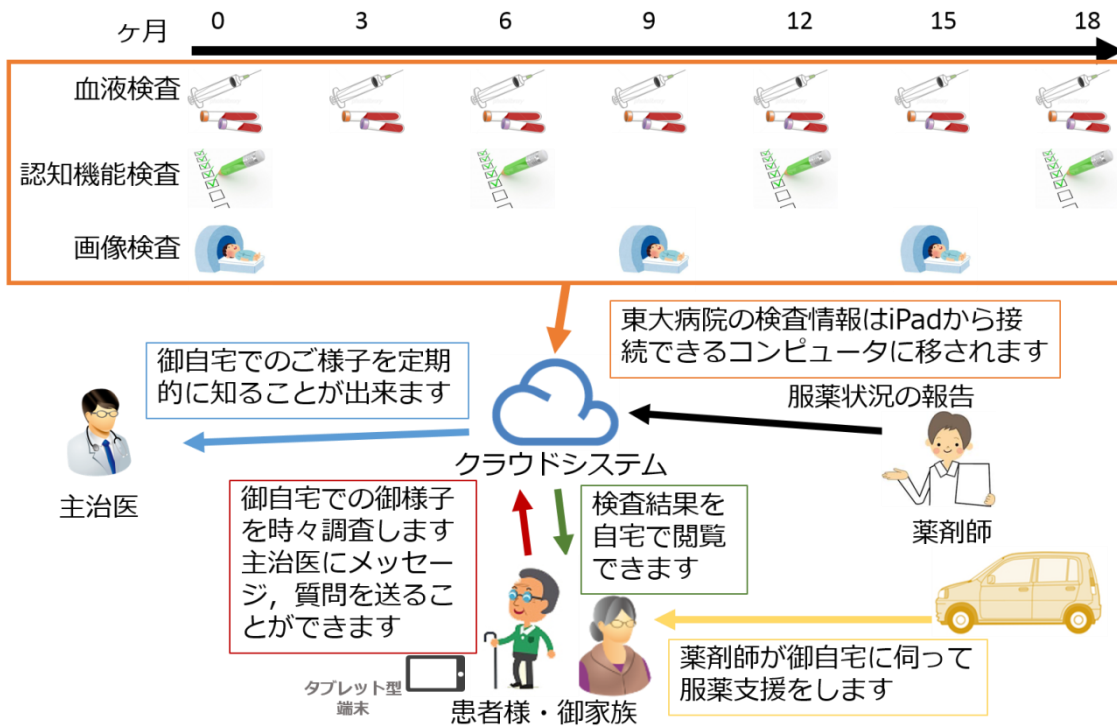 ヶ月 0 3 6 9 12 15 18
血液検査
認知機能検査
画像検査
東大病院の検査情報はiPadから接
続できるコンピュータに移されます
御自宅でのご様子を定期
的に知ることが出来ます
服薬状況の報告
クラウドシステム
主治医
薬剤師
御自宅での御様子
を時々調査します
主治医にメッセー
ジ，質問を送るこ
とができます
検査結果を
自宅で閲覧
できます
薬剤師が御自宅に伺って
服薬支援をします
タブレット型
端末
患者様・御家族